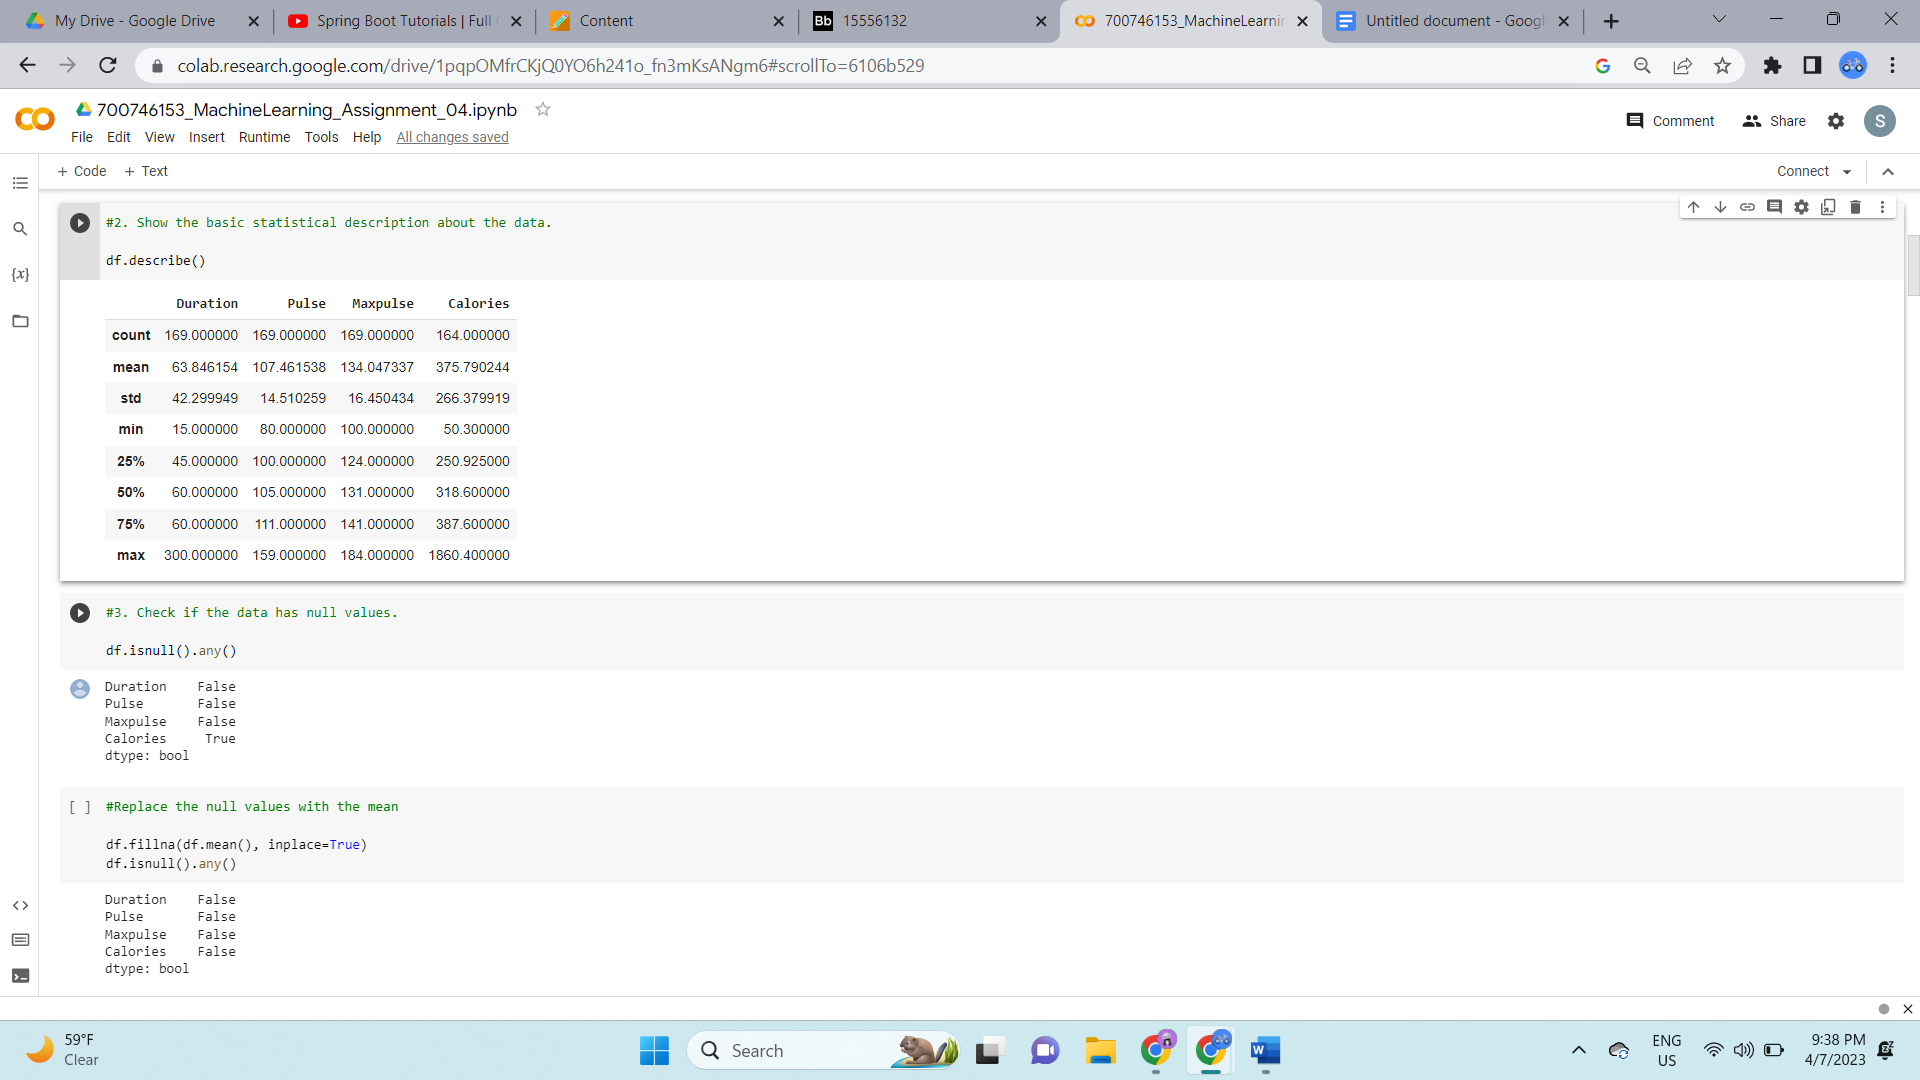 My Drive - Google Drive
Spring Boot Tutorials | Full
Content
Bb 15556132
700746153_MachineLearnin
Untitled document - Googl
colab.research.google.com/drive/1pqpOMfrCKjQ0YO6h241o_fn3mKsANgm6#scrollTo=6106b529
700746153_MachineLearning_Assignment_04.ipynb
Comment Share S
File Edit View Insert Runtime Tools Help All changes saved
+ Code + Text Connect
#2. Show the basic statistical description about the data.
df.describe()
Duration Pulse Maxpulse Calories
count 169.000000 169.000000 169.000000 164.000000
mean 63.846154 107.461538 134.047337 375.790244
std 42.299949 14.510259 16.450434 266.379919
min 15.000000 80.000000 100.000000 50.300000
25% 45.000000 100.000000 124.000000 250.925000
50% 60.000000 105.000000 131.000000 318.600000
75% 60.000000 111.000000 141.000000 387.600000
max 300.000000 159.000000 184.000000 1860.400000
#3. Check if the data has null values.
df.isnull().any()
Duration False
Pulse False
Maxpulse False
Calories True
dtype: bool
[ ] #Replace the null values with the mean
df.fillna(df.mean(), inplace=True)
df.isnull().any()
Duration False
Pulse False
Maxpulse False
Calories False
dtype: bool
59°F
Clear
Search
ENG
US
9:38 PM
4/7/2023